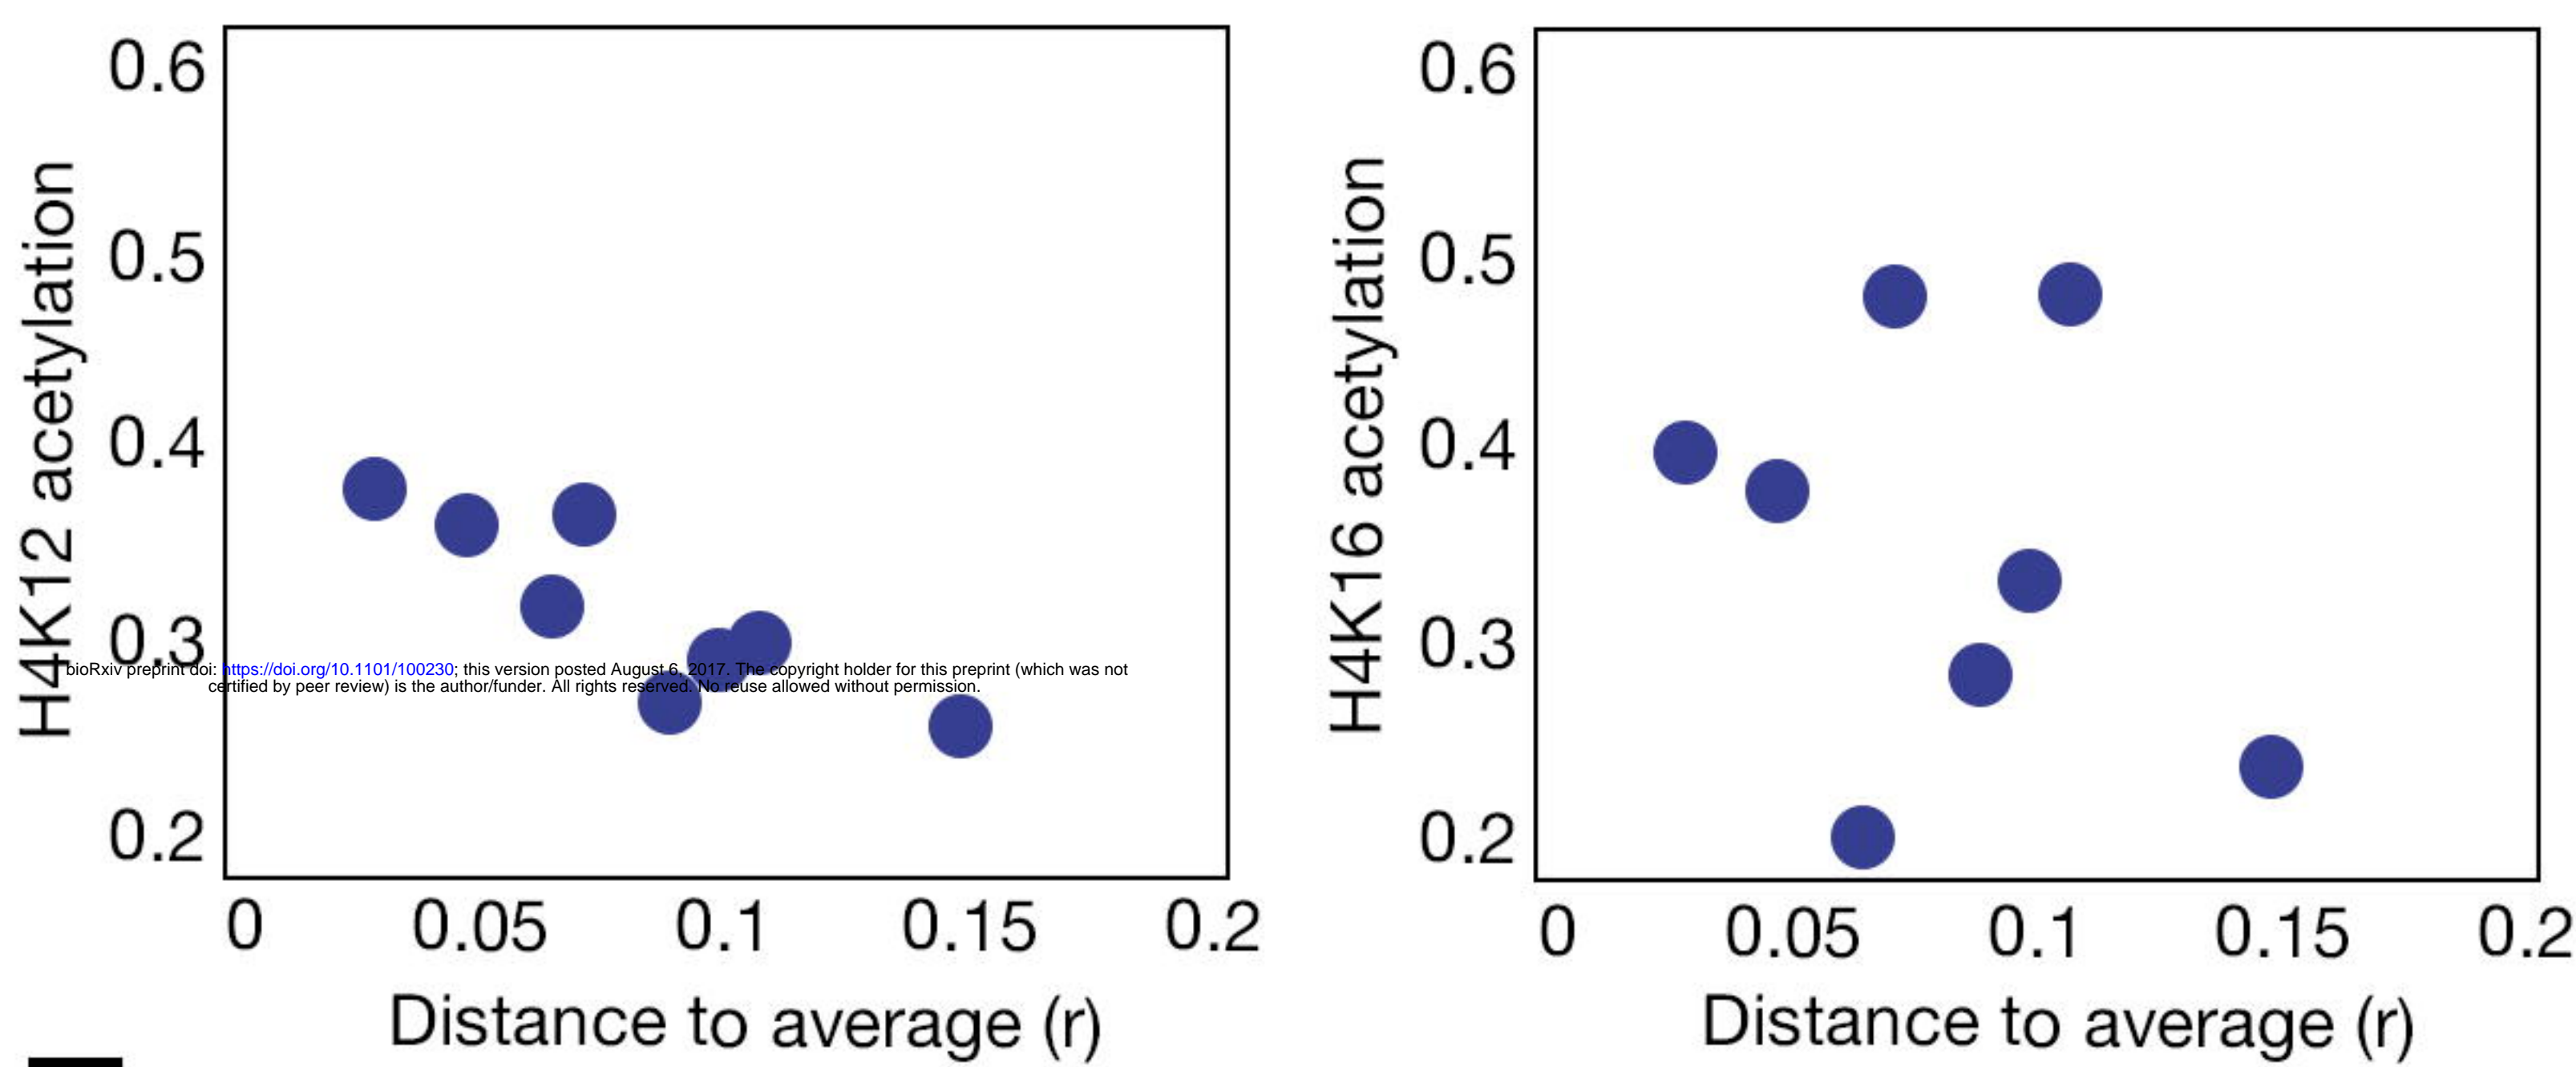 H4K12 acetylation
0.6
0.5
0.4
0.3
0.2
0 0.05 0.1 0.15 0.2
Distance to average (r)
bioRxiv preprint doi: https://doi.org/10.1101/100230; this version posted August 6, 2017. The copyright holder for this preprint (which was not
certified by peer review) is the author/funder. All rights reserved. No reuse allowed without permission.
H4K16 acetylation
0.6
0.5
0.4
0.3
0.2
0 0.05 0.1 0.15 0.2
Distance to average (r)